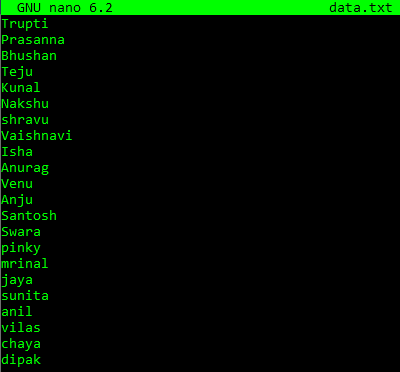 GNU nano 6.2 data.txt
Trupti
Prasanna
Bhushan
Teju
Kunal
Nakshu
shravu
Vaishnavi
Isha
Anurag
Venu
Anju
Santosh
Swara
pinky
mrinal
jaya
sunita
anil
vilas
chaya
dipak